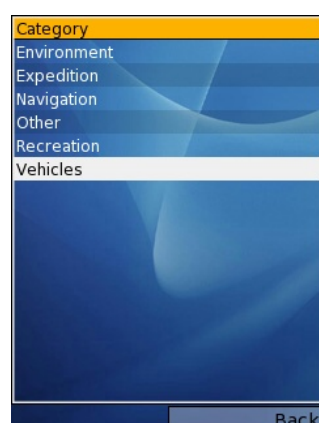 Category
Environment
Expedition
Navigation
Other
Recreation
Vehicles
Back